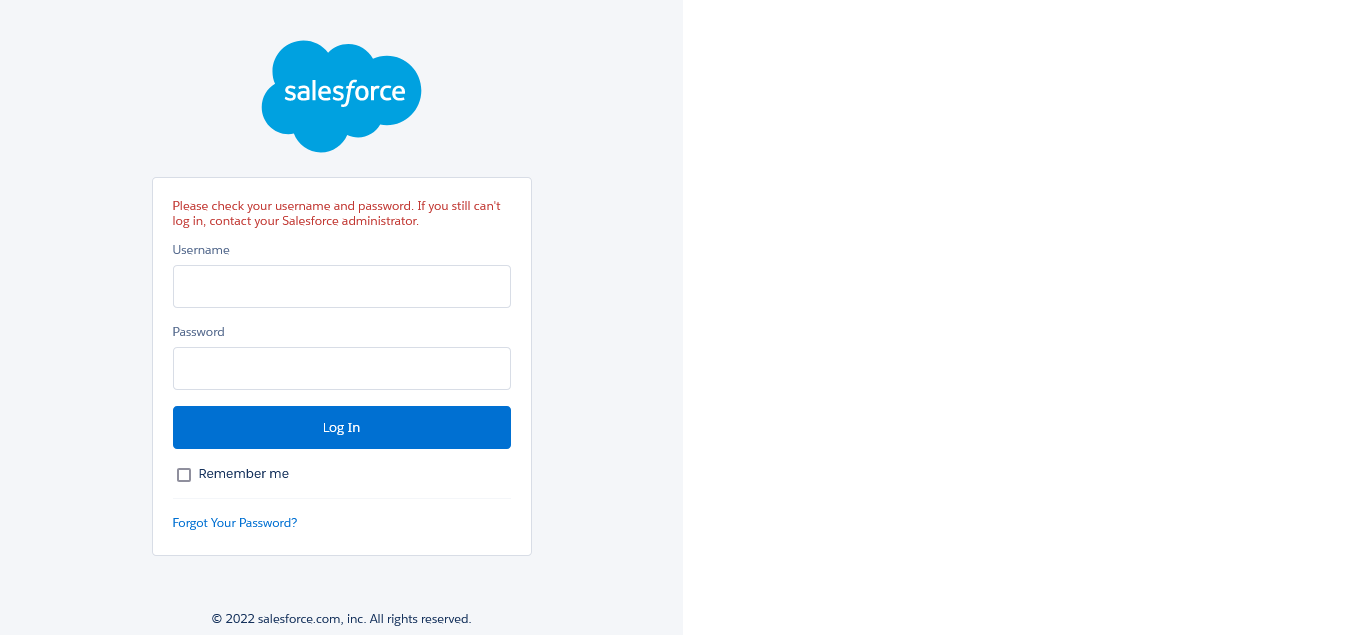 salesforce
Please check your username and password. If you still can't
log in, contact your Salesforce administrator.
Username
Password
Log In
Remember me
Forgot Your Password?
© 2022 salesforce.com, inc. All rights reserved.